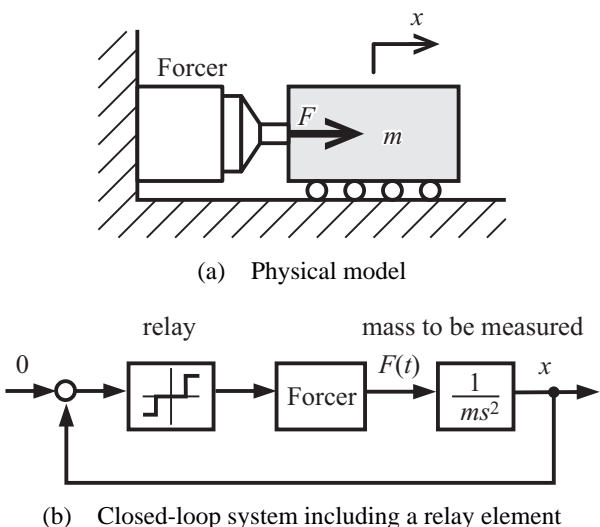 x
Forcer
F
m
(a) Physical model
relay
mass to be measured
0
F(t)
x
Forcer
1
ms²
(b) Closed-loop system including a relay element